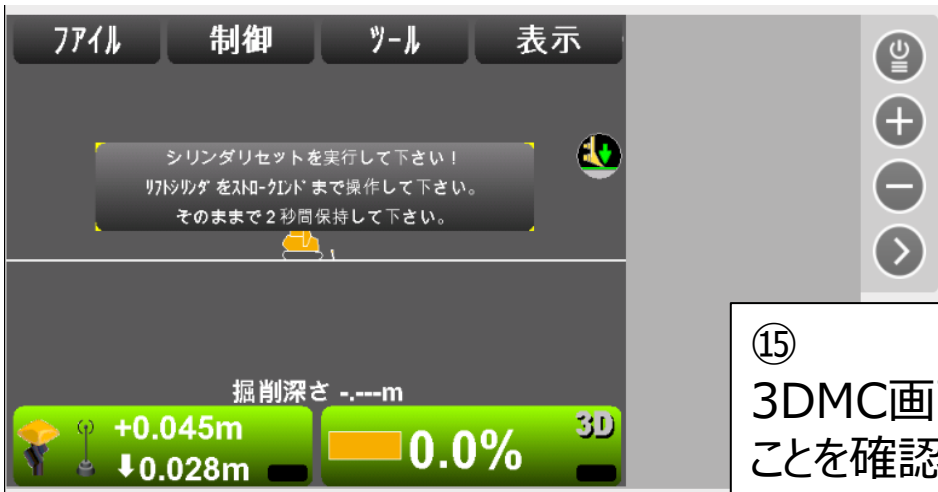 ファイル 制御 ツール 表示
シリンダリセットを実行して下さい！
リフトシリンダをストロークエンドまで操作して下さい。
そのままで２秒間保持して下さい。
掘削深さ -.---m
+0.045m
⬇0.028m
0.0%
3D
⑮
3DMC画
ことを確認